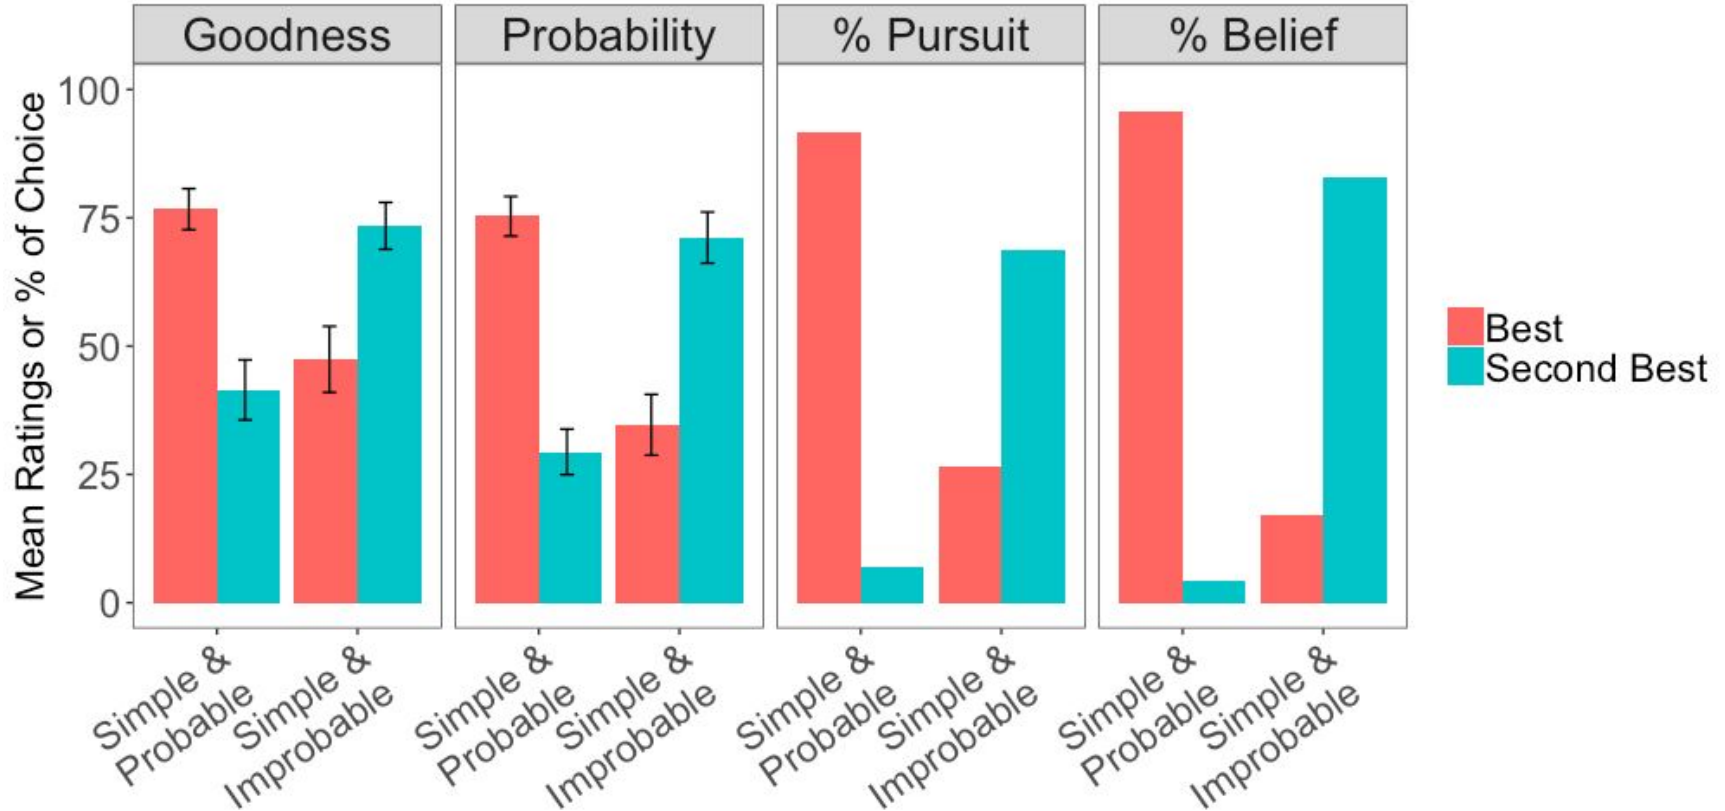 Goodness
Probability
% Pursuit
% Belief
Mean Ratings or % of Choice
100
75
50
25
0
Simple &
Probable
Simple &
Improbable
Simple &
Probable
Simple &
Improbable
Simple &
Probable
Simple &
Improbable
Simple &
Probable
Simple &
Improbable
Best
Second Best